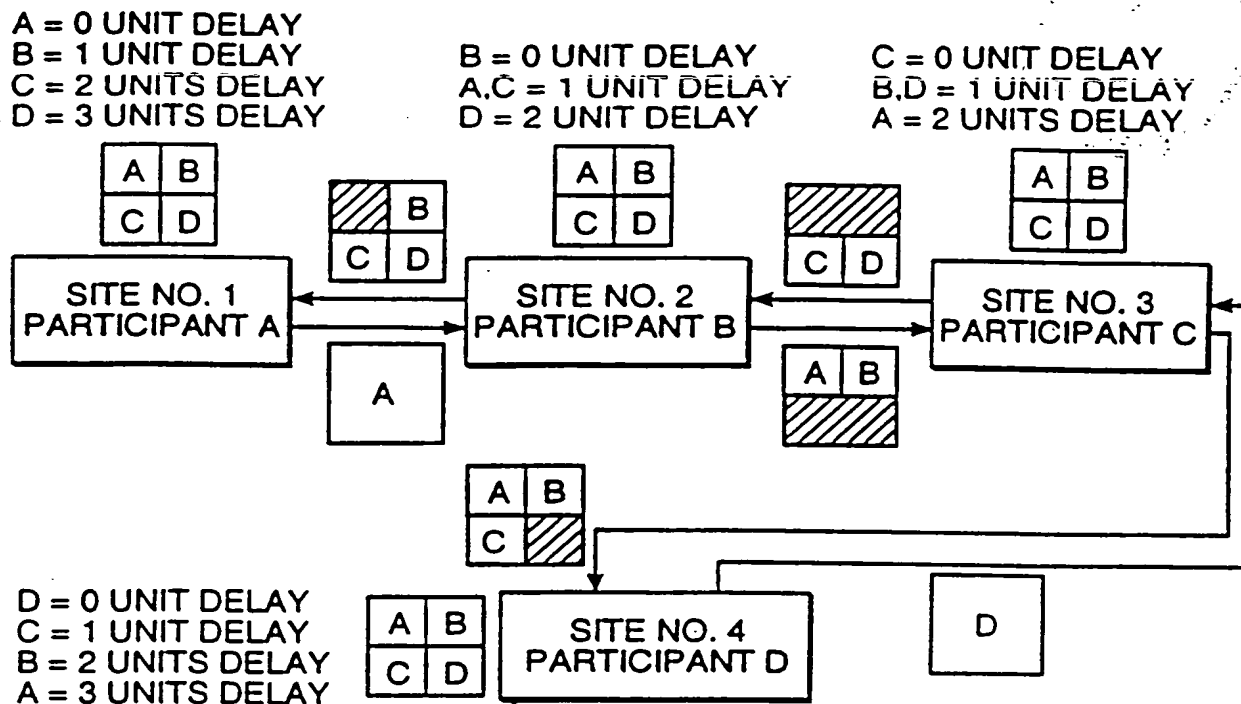 A = 0 UNIT DELAY
B = 1 UNIT DELAY
C = 2 UNITS DELAY
D = 3 UNITS DELAY
B = 0 UNIT DELAY
A,C = 1 UNIT DELAY
D = 2 UNIT DELAY
C = 0 UNIT DELAY
B,D = 1 UNIT DELAY
A = 2 UNITS DELAY
A B
C D
B
C D
A B
C D
C D
A B
C D
SITE NO. 1
PARTICIPANT A
SITE NO. 2
PARTICIPANT B
SITE NO. 3
PARTICIPANT C
A
A B
A B
C
D = 0 UNIT DELAY
C = 1 UNIT DELAY
B = 2 UNITS DELAY
A = 3 UNITS DELAY
A B
C D
SITE NO. 4
PARTICIPANT D
D